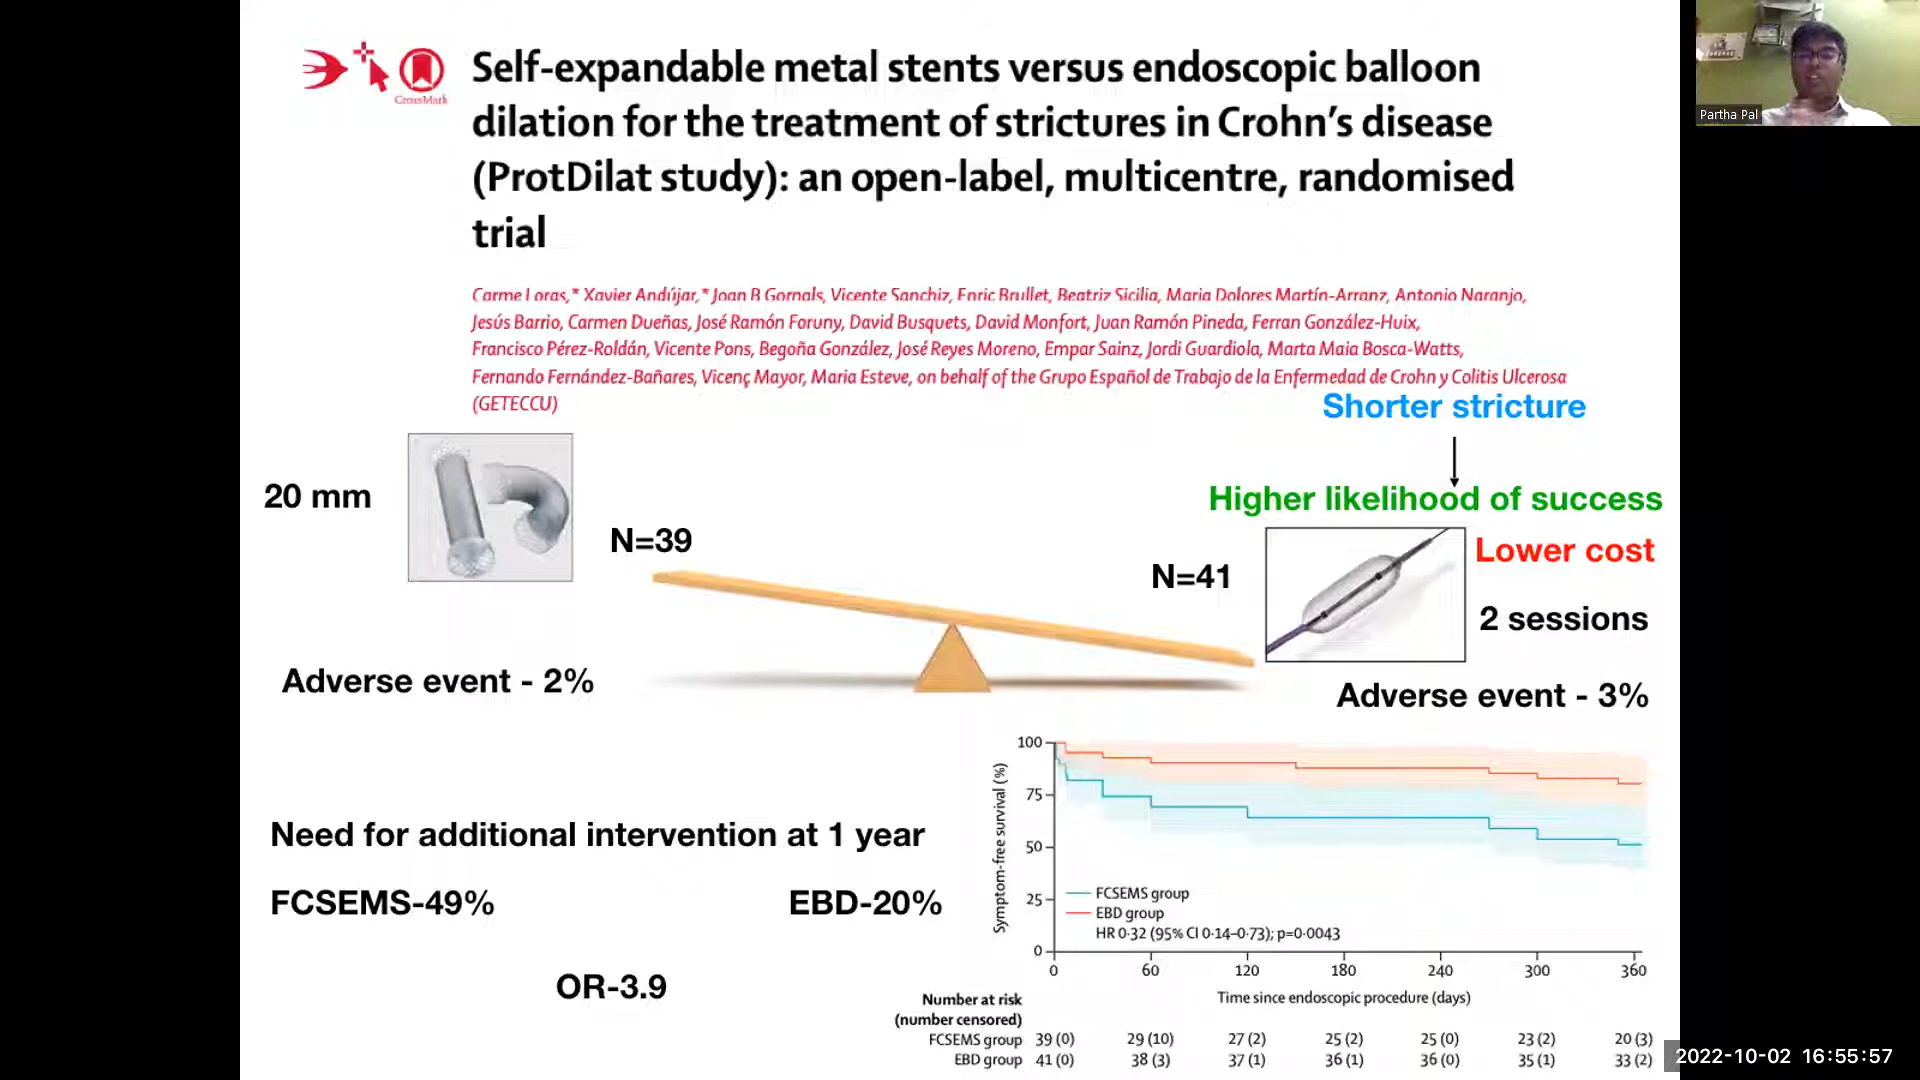 Self-expandable metal stents versus endoscopic balloon
dilation for the treatment of strictures in Crohn's disease
(ProtDilat study): an open-label, multicentre, randomised
trial
CrossMark
Partha Pal
Carme Loras,* Xavier Andújar,* Joan B Gornals, Vicente Sanchiz, Enric Brullet, Beatriz Sicilia, Maria Dolores Martín-Arranz, Antonio Naranjo,
Jesús Barrio, Carmen Dueñas, José Ramón Foruny, David Busquets, David Monfort, Juan Ramón Pineda, Ferran González-Huix,
Francisco Pérez-Roldán, Vicente Pons, Begoña González, José Reyes Moreno, Empar Sainz, Jordi Guardiola, Marta Maia Bosca-Watts,
Fernando Fernández-Bañares, Vicenç Mayor, Maria Esteve, on behalf of the Grupo Español de Trabajo de la Enfermedad de Crohn y Colitis Ulcerosa
(GETECCU)
Shorter stricture
Higher likelihood of success
20 mm
N=39
N=41
Lower cost
2 sessions
Adverse event - 2%
Adverse event - 3%
Need for additional intervention at 1 year
FCSEMS-49%
EBD-20%
OR-3.9
Symptom-free survival (%)
100
75
50
25
0
FCSEMS group
EBD group
HR 0·32 (95% CI 0·14–0·73); p=0·0043
0 60 120 180 240 300 360
Time since endoscopic procedure (days)
Number at risk
(number censored)
FCSEMS group 39 (0) 29 (10) 27 (2) 25 (2) 25 (0) 23 (2) 20 (3)
EBD group 41 (0) 38 (3) 37 (1) 36 (1) 36 (0) 35 (1) 33 (2)
2022-10-02 16:55:57